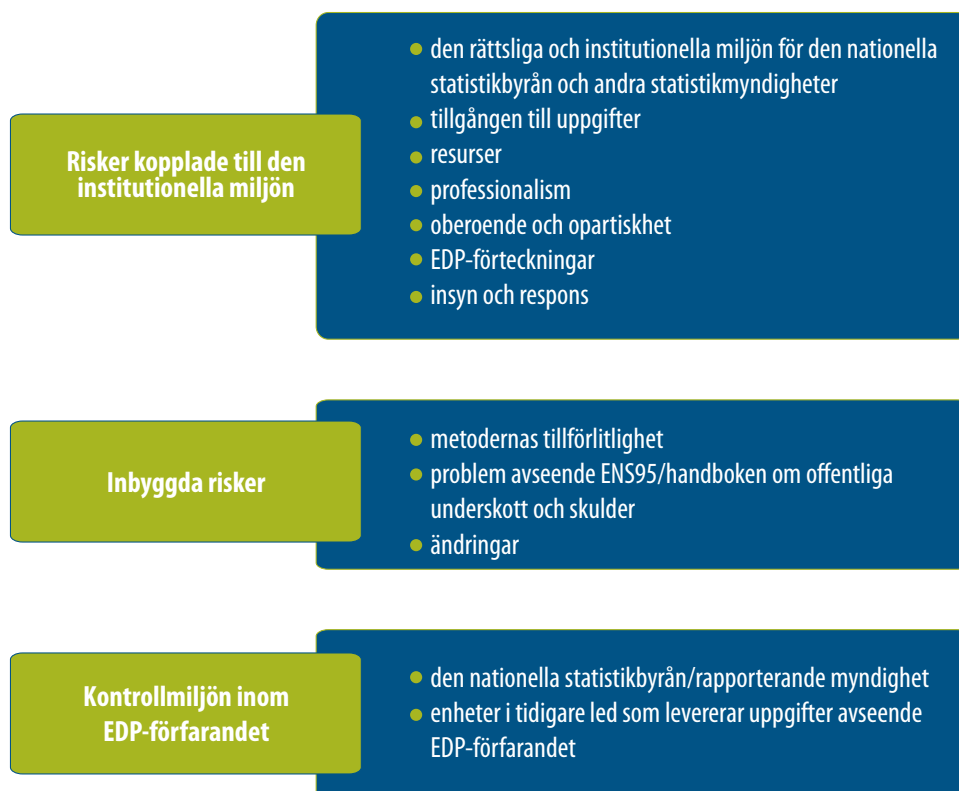 Risker kopplade till den
institutionella miljön
• den rättsliga och institutionella miljön för den nationella
statistikbyrån och andra statistikmyndigheter
• tillgången till uppgifter
• resurser
• professionalism
• oberoende och opartiskhet
• EDP-förteckningar
• insyn och respons
Inbyggda risker
• metodernas tillförlitlighet
• problem avseende ENS95/handboken om offentliga
underskott och skulder
• ändringar
Kontrollmiljön inom
EDP-förfarandet
• den nationella statistikbyrån/rapporterande myndighet
• enheter i tidigare led som levererar uppgifter avseende
EDP-förfarandet